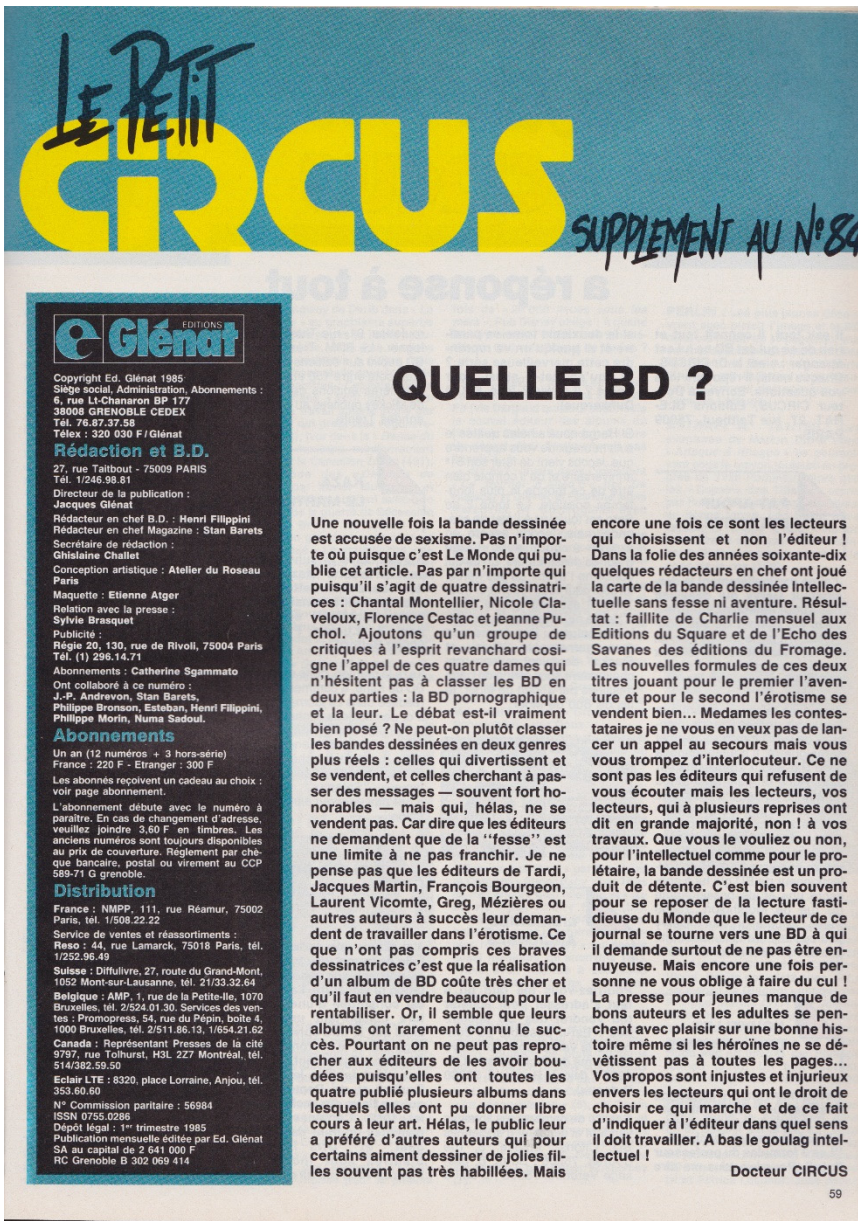 LE PETIT
CIRCUS
SUPPLEMENT AU N° 84
EDITIONS
Glénat
Copyright Ed. Glénat 1985
Siège social, Administration, Abonnements :
6, rue Lt-Chanaron BP 177
38008 GRENOBLE CEDEX
Tél. 76.87.37.58
Télex : 320 030 F/Glénat
Rédaction et B.D.
27, rue Taitbout - 75009 PARIS
Tél. 1/246.98.81
Directeur de la publication :
Jacques Glénat
Rédacteur en chef B.D. : Henri Filippini
Rédacteur en chef Magazine : Stan Barets
Secrétaire de rédaction :
Ghislaine Challet
Conception artistique : Atelier du Roseau
Paris
Maquette : Etienne Atger
Relation avec la presse :
Sylvie Brasquet
Publicité :
Régie 20, 130, rue de Rivoli, 75004 Paris
Tél. (1) 296.14.71
Abonnements : Catherine Sgammato
Ont collaboré à ce numéro :
J.-P. Andrevon, Stan Barets,
Philippe Bronson, Esteban, Henri Filippini,
Philippe Morin, Numa Sadoul.
Abonnements
Un an (12 numéros + 3 hors-série)
France : 220 F - Etranger : 300 F
Les abonnés reçoivent un cadeau au choix :
voir page abonnement.
L'abonnement débute avec le numéro à
paraître. En cas de changement d'adresse,
veuillez joindre 3,60 F en timbres. Les
anciens numéros sont toujours disponibles
au prix de couverture. Réglement par chè-
que bancaire, postal ou virement au CCP
589-71 G grenoble.
Distribution
France : NMPP, 111, rue Réamur, 75002
Paris, tél. 1/508.22.22
Service de ventes et réassortiments :
Reso : 44, rue Lamarck, 75018 Paris, tél.
1/252.96.49
Suisse : Diffulivre, 27, route du Grand-Mont,
1052 Mont-sur-Lausanne, tél. 21/33.32.64
Belgique : AMP, 1, rue de la Petite-Ile, 1070
Bruxelles, tél. 2/524.01.30. Services des ven-
tes : Promopress, 54, rue du Pépin, boîte 4,
1000 Bruxelles, tél. 2/511.86.13, 1/654.21.62
Canada : Représentant Presses de la cité
9797, rue Tolhurst, H3L 2Z7 Montréal, tél.
514/382.59.50
Eclair LTE : 8320, place Lorraine, Anjou, tél.
353.60.60
N° Commission paritaire : 56984
ISSN 0755.0286
Dépôt légal : 1er trimestre 1985
Publication mensuelle éditée par Ed. Glénat
SA au capital de 2 641 000 F
RC Grenoble B 302 069 414
QUELLE BD ?
Une nouvelle fois la bande dessinée
est accusée de sexisme. Pas n'impor-
te où puisque c'est Le Monde qui pu-
blie cet article. Pas par n'importe qui
puisqu'il s'agit de quatre dessinatri-
ces : Chantal Montellier, Nicole Cla-
veloux, Florence Cestac et jeanne Pu-
chol. Ajoutons qu'un groupe de
critiques à l'esprit revanchard cosi-
gne l'appel de ces quatre dames qui
n'hésitent pas à classer les BD en
deux parties : la BD pornographique
et la leur. Le débat est-il vraiment
bien posé ? Ne peut-on plutôt classer
les bandes dessinées en deux genres
plus réels : celles qui divertissent et
se vendent, et celles cherchant à pas-
ser des messages — souvent fort ho-
norables — mais qui, hélas, ne se
vendent pas. Car dire que les éditeurs
ne demandent que de la ''fesse'' est
une limite à ne pas franchir. Je ne
pense pas que les éditeurs de Tardi,
Jacques Martin, François Bourgeon,
Laurent Vicomte, Greg, Mézières ou
autres auteurs à succès leur deman-
dent de travailler dans l'érotisme. Ce
que n'ont pas compris ces braves
dessinatrices c'est que la réalisation
d'un album de BD coûte très cher et
qu'il faut en vendre beaucoup pour le
rentabiliser. Or, il semble que leurs
albums ont rarement connu le suc-
cès. Pourtant on ne peut pas repro-
cher aux éditeurs de les avoir bou-
dées puisqu'elles ont toutes les
quatre publié plusieurs albums dans
lesquels elles ont pu donner libre
cours à leur art. Hélas, le public leur
a préféré d'autres auteurs qui pour
certains aiment dessiner de jolies fil-
les souvent pas très habillées. Mais
encore une fois ce sont les lecteurs
qui choisissent et non l'éditeur !
Dans la folie des années soixante-dix
quelques rédacteurs en chef ont joué
la carte de la bande dessinée Intellec-
tuelle sans fesse ni aventure. Résul-
tat : faillite de Charlie mensuel aux
Editions du Square et de l'Echo des
Savanes des éditions du Fromage.
Les nouvelles formules de ces deux
titres jouant pour le premier l'aven-
ture et pour le second l'érotisme se
vendent bien... Medames les contes-
tataires je ne vous en veux pas de lan-
cer un appel au secours mais vous
vous trompez d'interlocuteur. Ce ne
sont pas les éditeurs qui refusent de
vous écouter mais les lecteurs, vos
lecteurs, qui à plusieurs reprises ont
dit en grande majorité, non ! à vos
travaux. Que vous le vouliez ou non,
pour l'intellectuel comme pour le pro-
létaire, la bande dessinée est un pro-
duit de détente. C'est bien souvent
pour se reposer de la lecture fasti-
dieuse du Monde que le lecteur de ce
journal se tourne vers une BD à qui
il demande surtout de ne pas être en-
nuyeuse. Mais encore une fois per-
sonne ne vous oblige à faire du cul !
La presse pour jeunes manque de
bons auteurs et les adultes se pen-
chent avec plaisir sur une bonne his-
toire même si les héroïnes ne se dé-
vêtissent pas à toutes les pages...
Vos propos sont injustes et injurieux
envers les lecteurs qui ont le droit de
choisir ce qui marche et de ce fait
d'indiquer à l'éditeur dans quel sens
il doit travailler. A bas le goulag intel-
lectuel !
Docteur CIRCUS
59